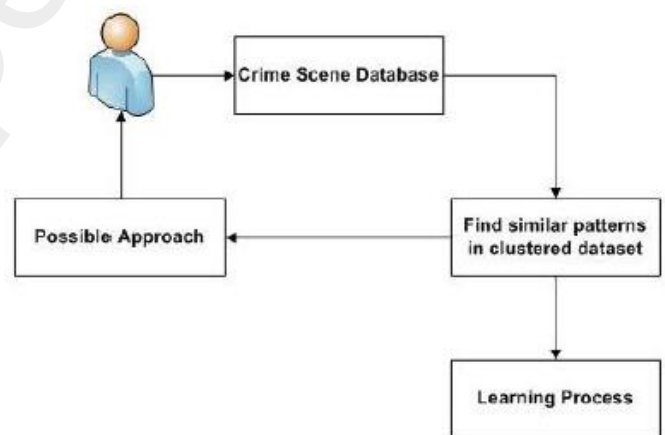 Crime Scene Database
Possible Approach
Find similar patterns
in clustered dataset
Learning Process